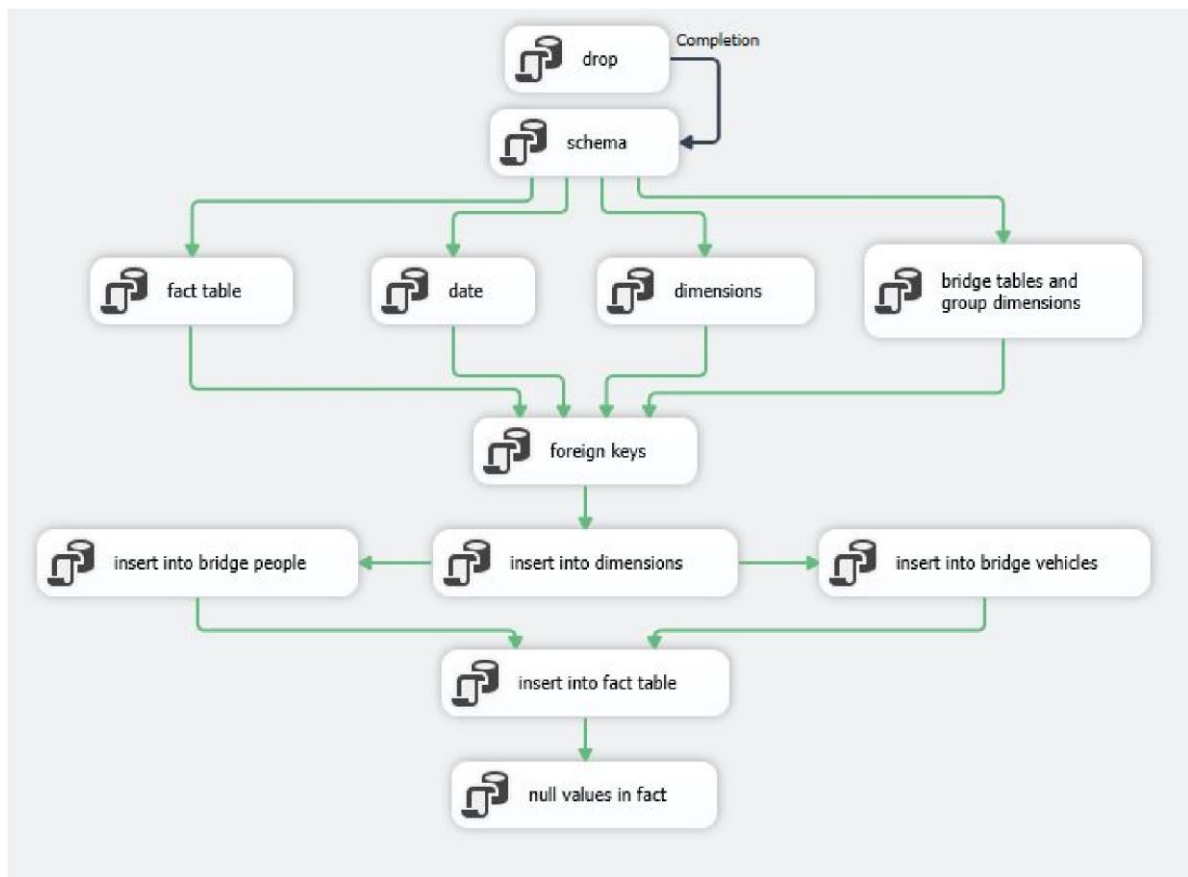 drop
Completion
schema
fact table
date
dimensions
bridge tables and
group dimensions
foreign keys
insert into bridge people
insert into dimensions
insert into bridge vehicles
insert into fact table
null values in fact